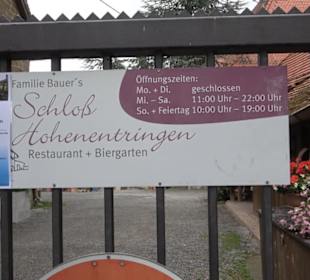 Familie Bauer's
Schloß
Hohenentringen
Restaurant + Biergarten
Öffnungszeiten:
Mo. + Di. geschlossen
Mi. – Sa. 11:00 Uhr – 22:00 Uhr
So. + Feiertag 10:00 Uhr – 19:00 Uhr